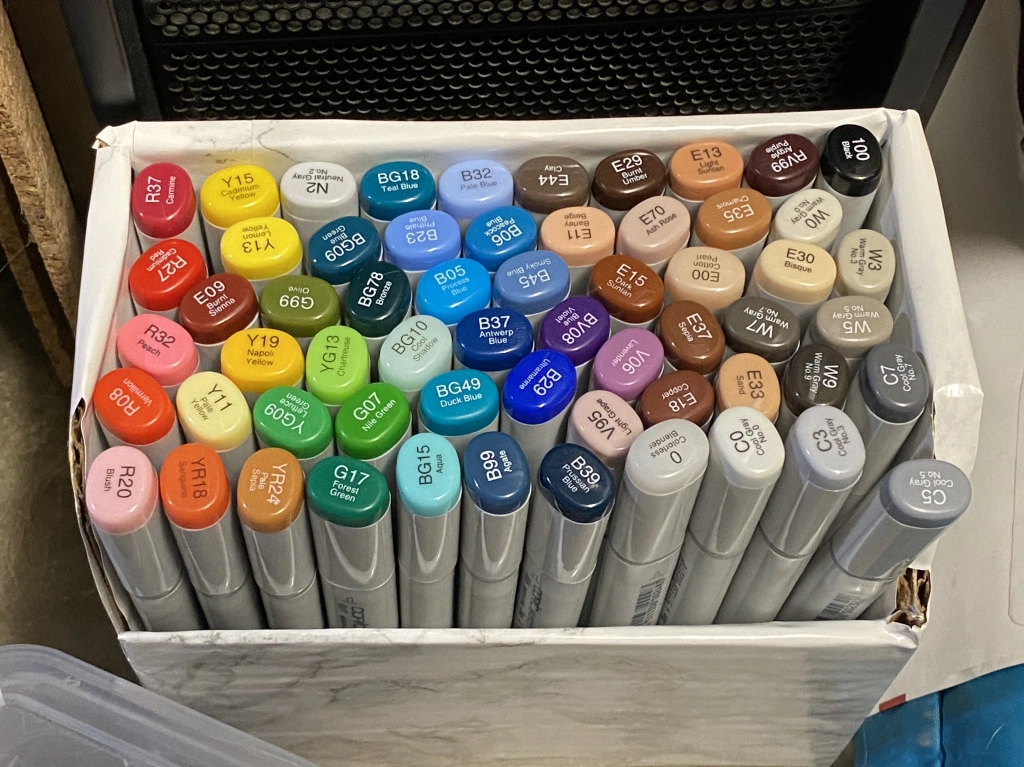 R37
Carmine
Y15
Cadmium
Yellow
N2
Neutral Gray
No.2
BG18
Teal Blue
B32
Pale Blue
E44
Clay
E29
Burnt
Umber
E13
Light
Suntan
RV99
Argyle
Purple
100
Black
R27
Cadmium
Red
Y13
Lemon
Yellow
BG09
Blue
Green
B23
Phthalo
Blue
B06
Peacock
Blue
E11
Barley
Beige
E70
Ash Rose
E35
Chamois
W0
Warm Gray
No.0
E09
Burnt
Sienna
G99
Olive
BG78
Bronze
B05
Process
Blue
B45
Smoky Blue
E15
Dark
Suntan
E00
Cotton
Pearl
E30
Bisque
W3
Warm Gray
No.3
R32
Peach
Y19
Napoli
Yellow
YG13
Chartreuse
BG10
Cool
Shadow
B37
Antwerp
Blue
BV08
Blue
Violet
V06
Lavender
E37
Sepia
W7
Warm Gray
No.7
W5
Warm Gray
No.5
R08
Vermilion
Y11
Pale
Yellow
YG09
Lettuce
Green
G07
Nile Green
BG49
Duck Blue
B29
Ultramarine
V95
Light Grape
E18
Copper
E33
Sand
W9
Warm Gray
No.9
C7
Cool Gray
No.7
R20
Blush
YR18
Sanguine
YR24
Pale
Sepia
G17
Forest
Green
BG15
Aqua
B99
Agate
B39
Prussian
Blue
0
Colorless
Blender
C0
Cool Gray
No.0
C3
Cool Gray
No.3
C5
Cool Gray
No.5